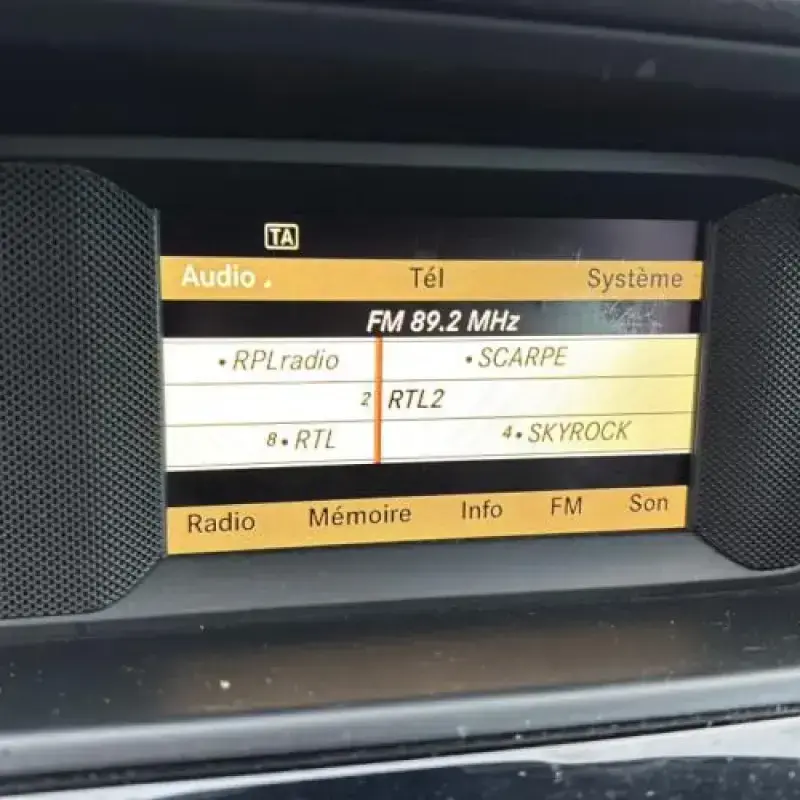 TA
Audio Tél Système
FM 89.2 MHz
•RPLradio •SCARPE
2 RTL2
8•RTL 4•SKYROCK
Radio Mémoire Info FM Son